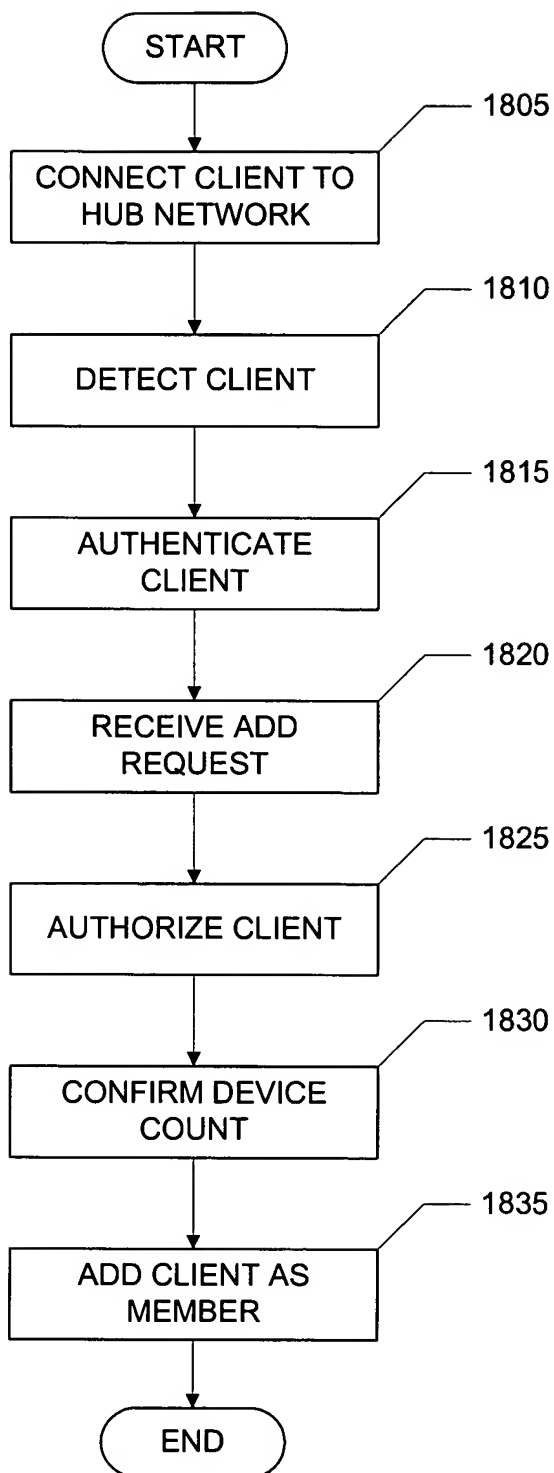 START
1805
CONNECT CLIENT TO
HUB NETWORK
1810
DETECT CLIENT
1815
AUTHENTICATE
CLIENT
1820
RECEIVE ADD
REQUEST
1825
AUTHORIZE CLIENT
1830
CONFIRM DEVICE
COUNT
1835
ADD CLIENT AS
MEMBER
END